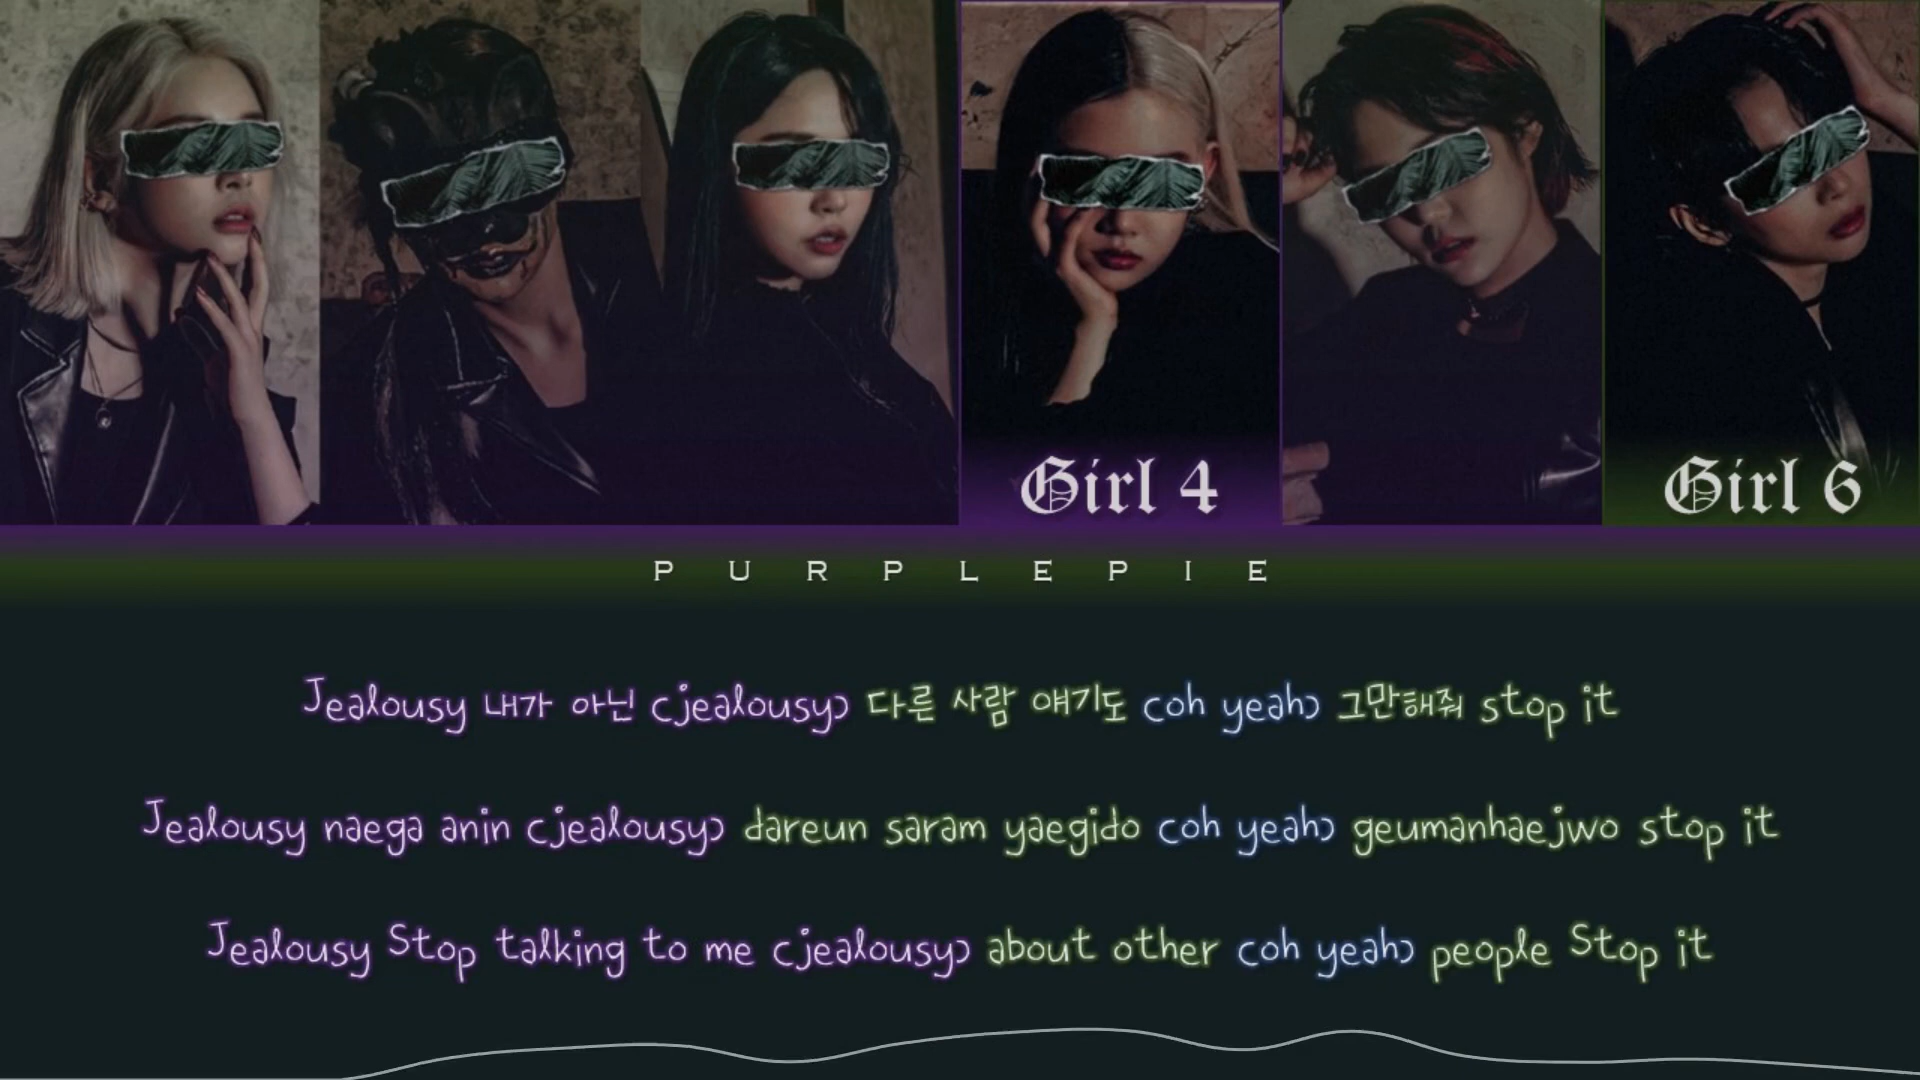 Girl 4
Girl 6
PURPLEPIE
Jealousy 내가 아닌 (jealousy) 다른 사람 얘기도 (oh yeah) 그만해줘 stop it
Jealousy naega anin (jealousy) dareun saram yaegido (oh yeah) geumanhaejwo stop it
Jealousy Stop talking to me (jealousy) about other (oh yeah) people Stop it